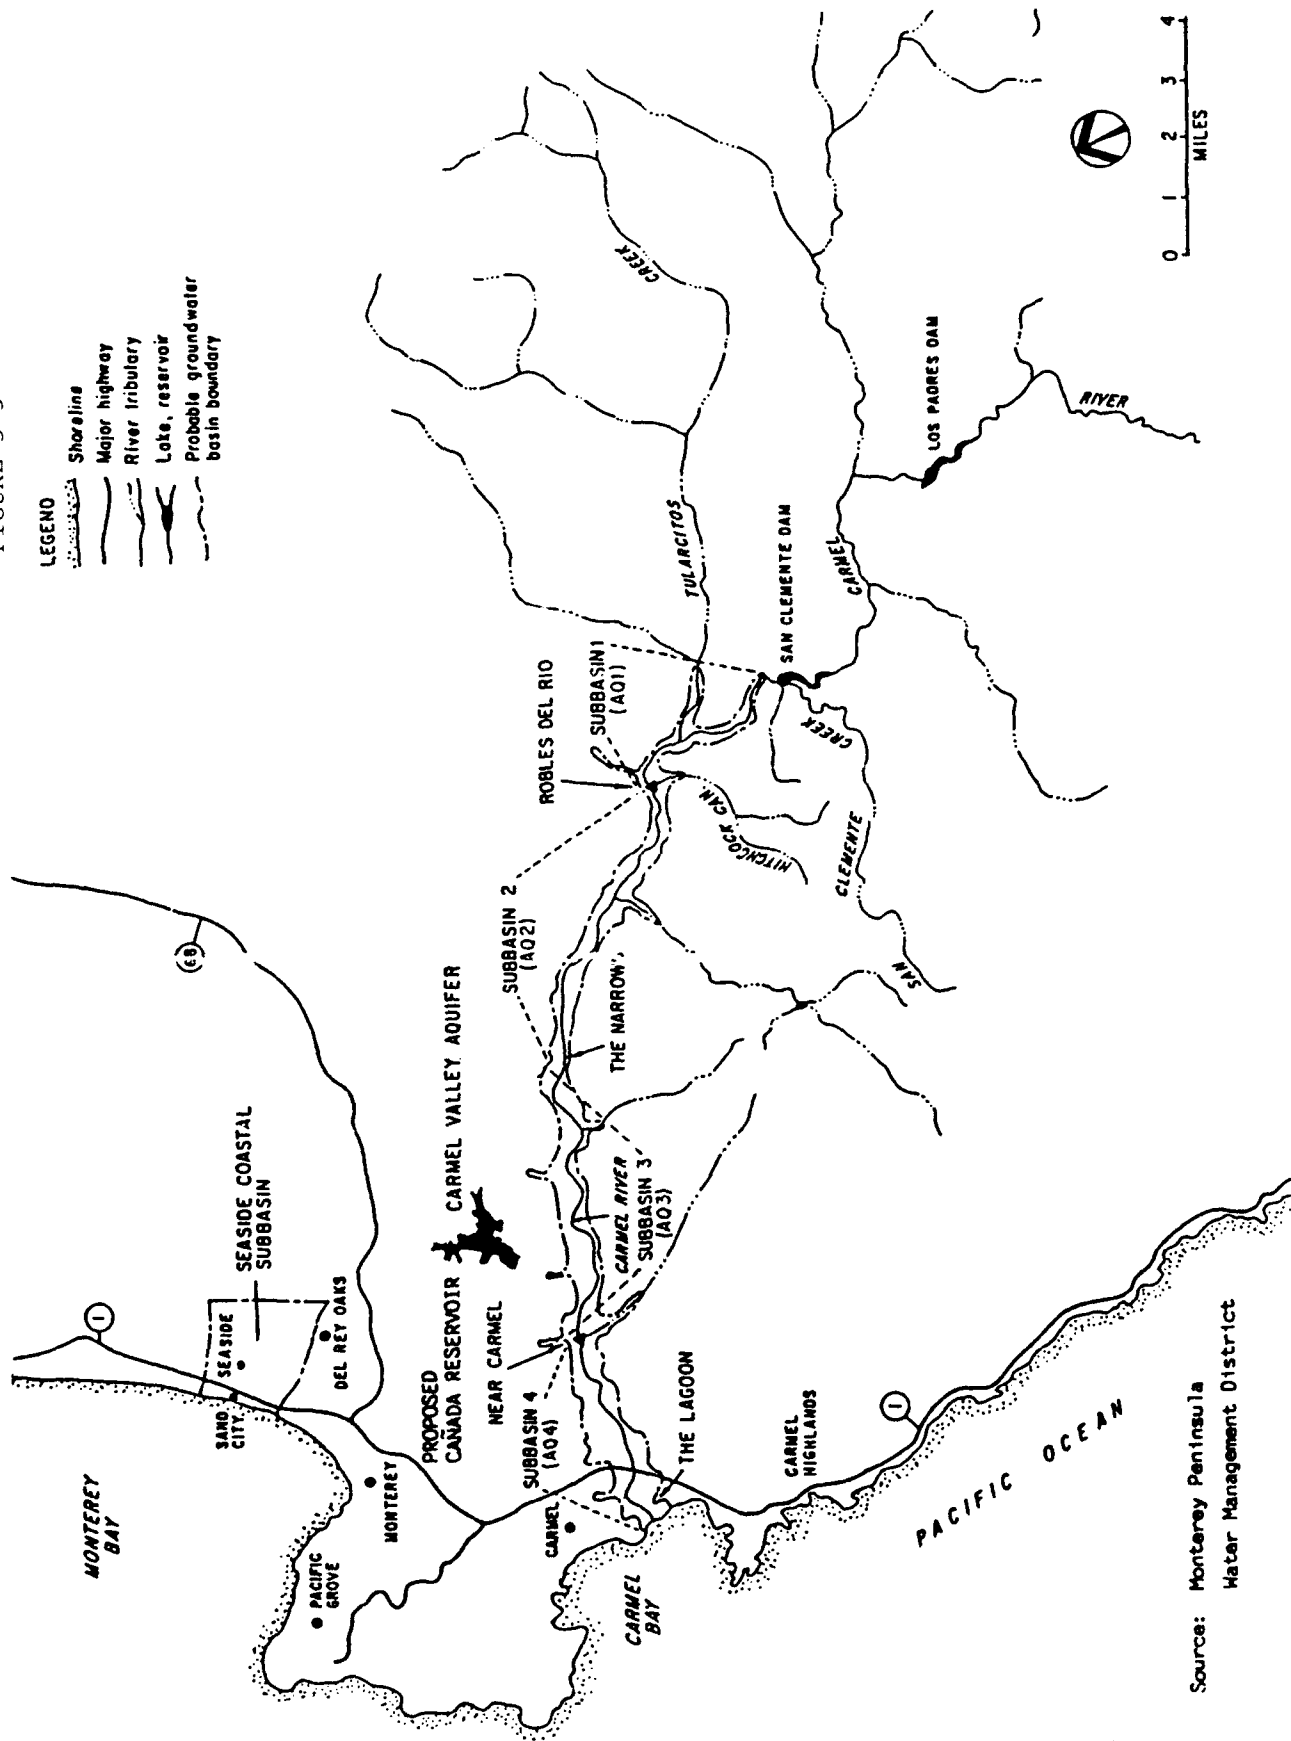 LEGEND
Shoreline
Major highway
River tributary
Lake, reservoir
Probable groundwater
basin boundary
MONTEREY
BAY
PACIFIC
GROVE
MONTEREY
SAND
CITY
SEASIDE
DEL REY OAKS
SEASIDE COASTAL
SUBBASIN
1
68
PROPOSED
CAÑADA RESERVOIR
CARMEL VALLEY AQUIFER
NEAR CARMEL
SUBBASIN 4
(AQ4)
CARMEL
CARMEL
BAY
THE LAGOON
CARMEL
HIGHLANDS
1
PACIFIC OCEAN
CARMEL RIVER
SUBBASIN 3
(AQ3)
THE NARROWS
SUBBASIN 2
(AQ2)
ROBLES DEL RIO
SUBBASIN 1
(AQ1)
HITCHCOCK CAN
SAN
CLEMENTE
CREEK
SAN CLEMENTE DAM
TULARCITOS
CREEK
CARMEL
RIVER
LOS PADRES DAM
0 1 2 3 4
MILES
Source: Monterey Peninsula
Water Management District